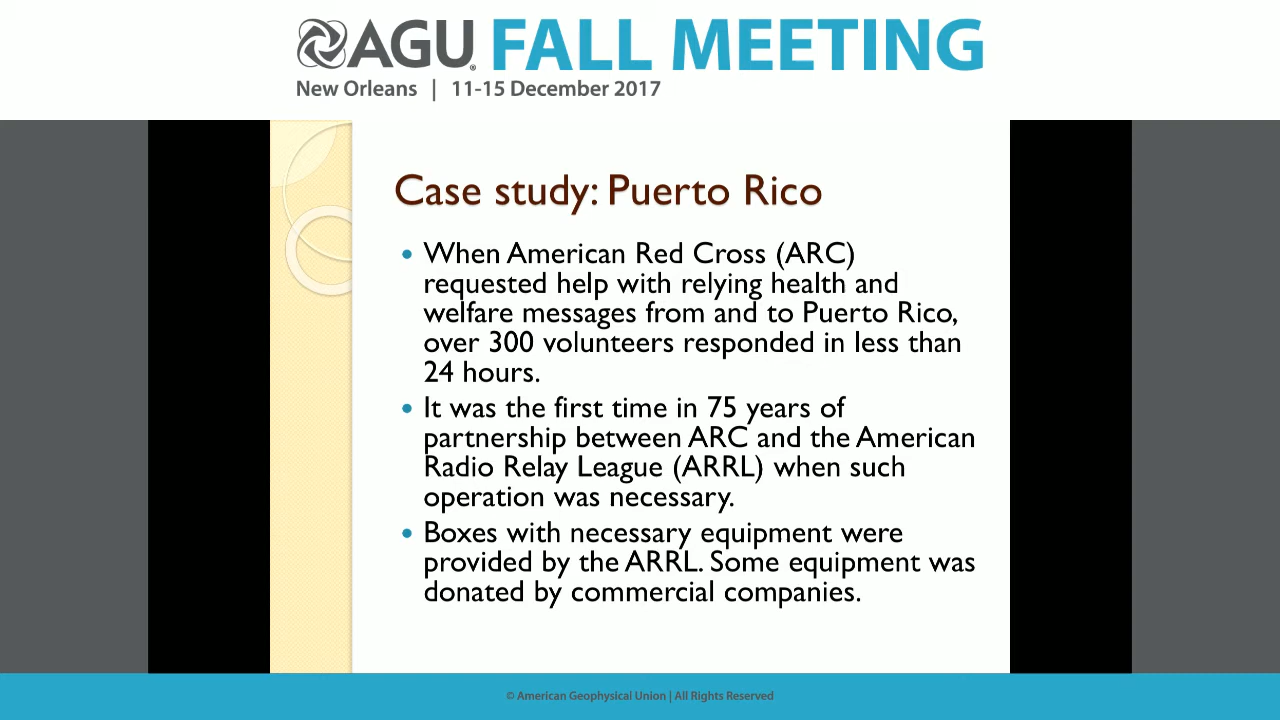 AGU FALL MEETING
New Orleans | 11-15 December 2017
Case study: Puerto Rico
• When American Red Cross (ARC)
requested help with relying health and
welfare messages from and to Puerto Rico,
over 300 volunteers responded in less than
24 hours.
• It was the first time in 75 years of
partnership between ARC and the American
Radio Relay League (ARRL) when such
operation was necessary.
• Boxes with necessary equipment were
provided by the ARRL. Some equipment was
donated by commercial companies.
© American Geophysical Union | All Rights Reserved